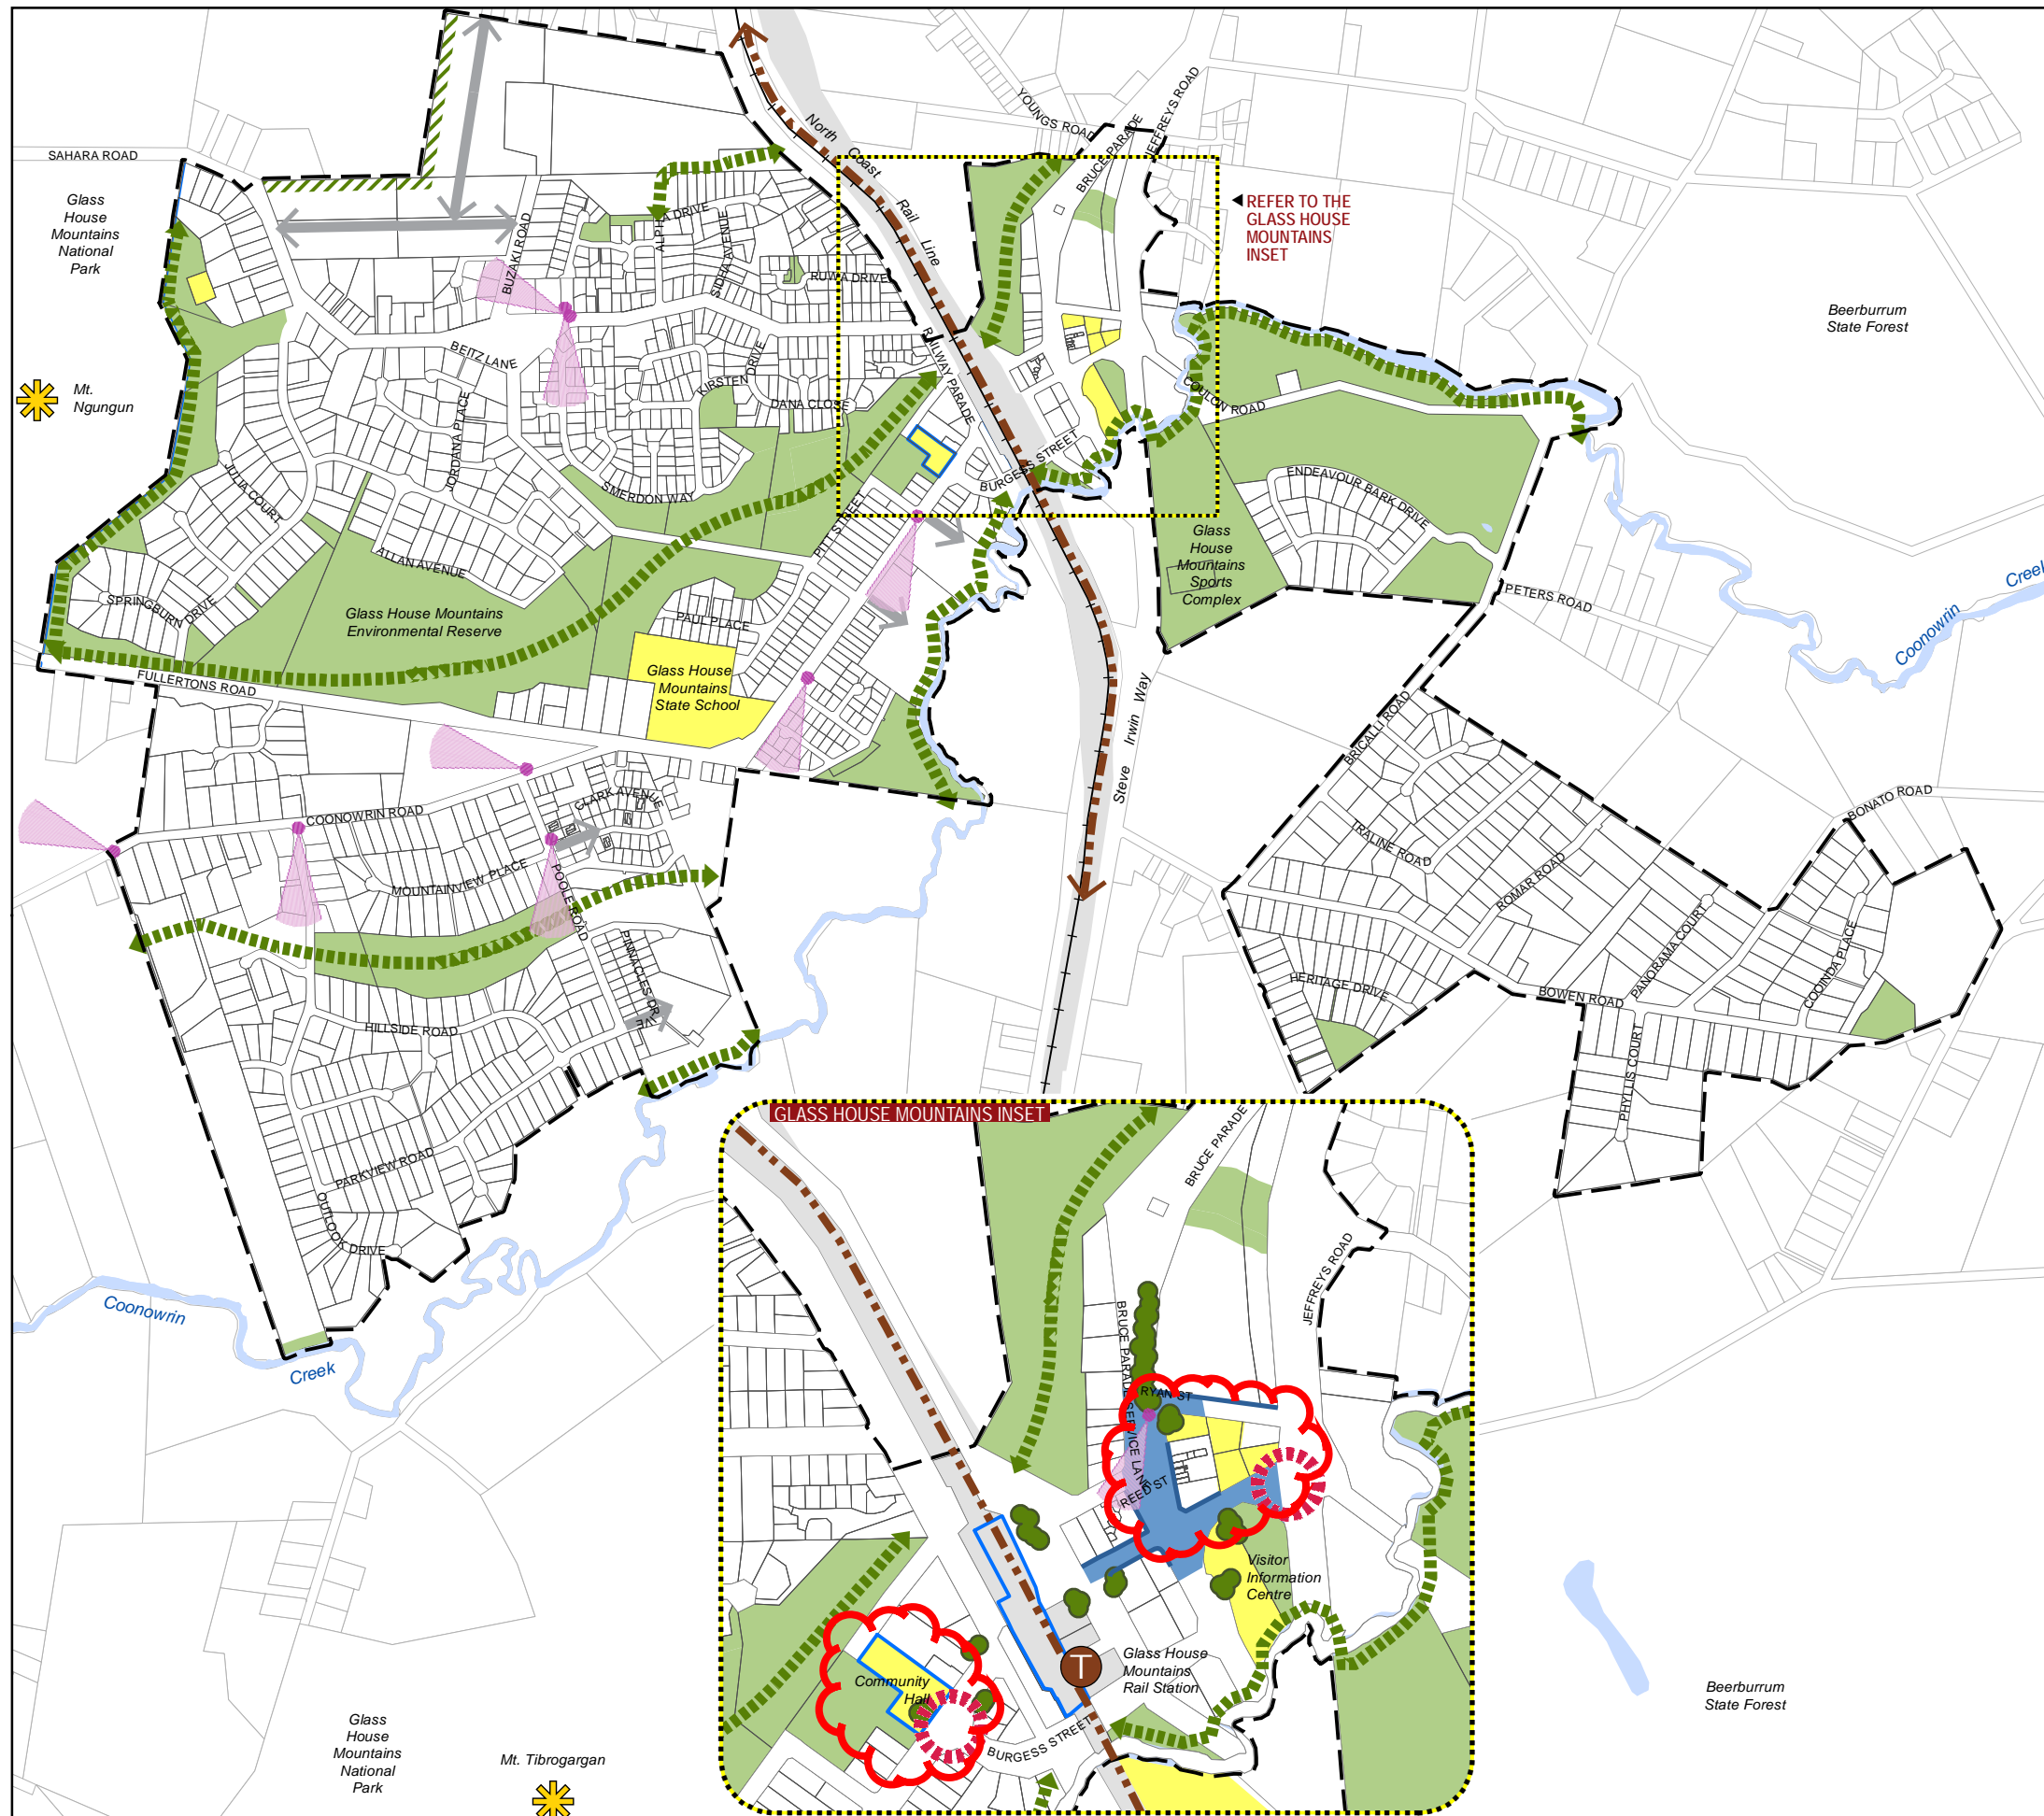 SAHARA ROAD
Glass
House
Mountains
National
Park
Mt.
Ngungun
North
Coast
Rail
Line
YOUNGS ROAD
BRUCE PARADE
JEFFREYS ROAD
REFER TO THE
GLASS HOUSE
MOUNTAINS
INSET
Beerburrum
State Forest
BUZAKI ROAD
ALPHA DRIVE
SIDHA AVENUE
RUWA DRIVE
BEITZ LANE
KIRSTEN DRIVE
DANA CLOSE
RAILWAY PARADE
COULON ROAD
JORDANA PLACE
JULIA COURT
SMERDON WAY
BURGESS STREET
ENDEAVOUR BARK DRIVE
PITT STREET
ALLAN AVENUE
SPRINGBURN DRIVE
Glass House Mountains
Environmental Reserve
PAUL PLACE
Glass
House
Mountains
Sports
Complex
PETERS ROAD
Coonowrin
Creek
Glass House
Mountains
State School
FULLERTONS ROAD
Steve Irwin Way
BRICALLI ROAD
COONOWRIN ROAD
CLARK AVENUE
MOUNTAINVIEW PLACE
POOLE ROAD
PINNACLES DRIVE
HILLSIDE ROAD
PARKVIEW ROAD
OUTLOOK DRIVE
TRALINE ROAD
ROMAR ROAD
BONATO ROAD
PANORAMA COURT
COOINDA PLACE
HERITAGE DRIVE
BOWEN ROAD
PHYLLIS COURT
Coonowrin
Creek
GLASS HOUSE MOUNTAINS INSET
BRUCE PARADE
JEFFREYS ROAD
BRUCE PARADE SERVICE LANE
RYAN ST
REED ST
Visitor
Information
Centre
T
Glass House
Mountains
Rail Station
Community
Hall
BURGESS STREET
Glass
House
Mountains
National
Park
Mt. Tibrogargan
Beerburrum
State Forest